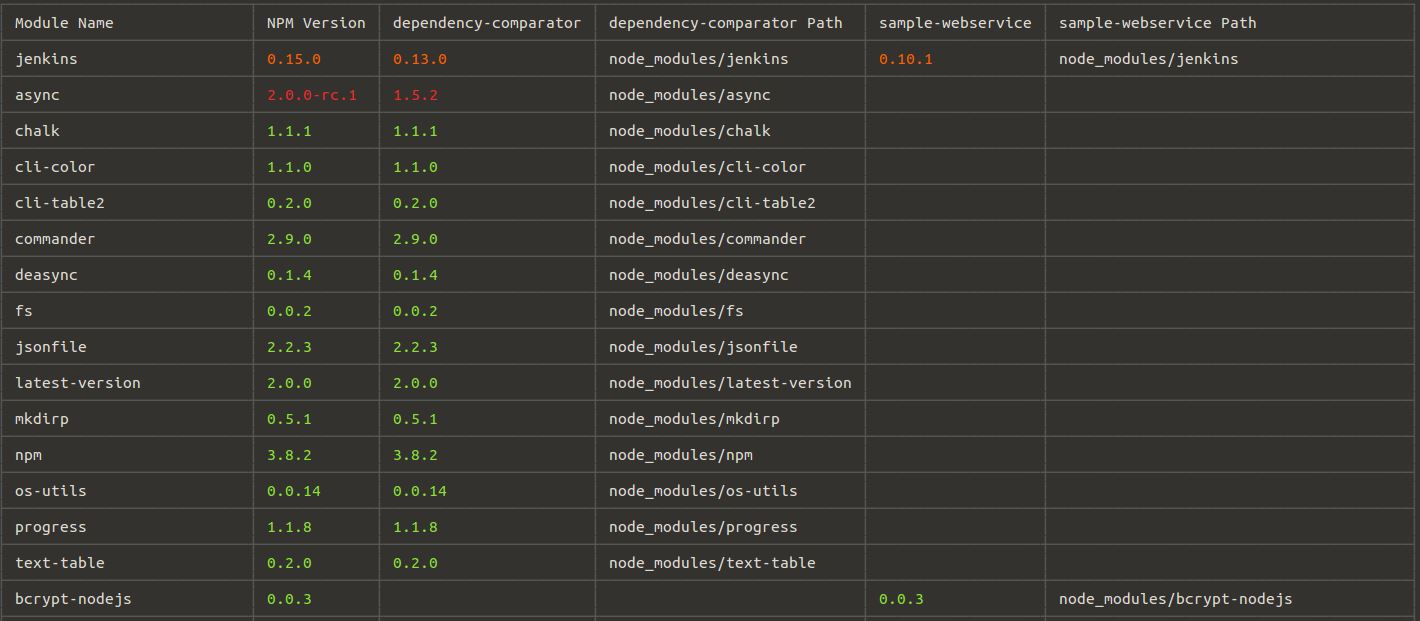 Module Name NPM Version dependency-comparator dependency-comparator Path sample-webservice sample-webservice Path
jenkins 0.15.0 0.13.0 node_modules/jenkins 0.10.1 node_modules/jenkins
async 2.0.0-rc.1 1.5.2 node_modules/async
chalk 1.1.1 1.1.1 node_modules/chalk
cli-color 1.1.0 1.1.0 node_modules/cli-color
cli-table2 0.2.0 0.2.0 node_modules/cli-table2
commander 2.9.0 2.9.0 node_modules/commander
deasync 0.1.4 0.1.4 node_modules/deasync
fs 0.0.2 0.0.2 node_modules/fs
jsonfile 2.2.3 2.2.3 node_modules/jsonfile
latest-version 2.0.0 2.0.0 node_modules/latest-version
mkdirp 0.5.1 0.5.1 node_modules/mkdirp
npm 3.8.2 3.8.2 node_modules/npm
os-utils 0.0.14 0.0.14 node_modules/os-utils
progress 1.1.8 1.1.8 node_modules/progress
text-table 0.2.0 0.2.0 node_modules/text-table
bcrypt-nodejs 0.0.3 0.0.3 node_modules/bcrypt-nodejs